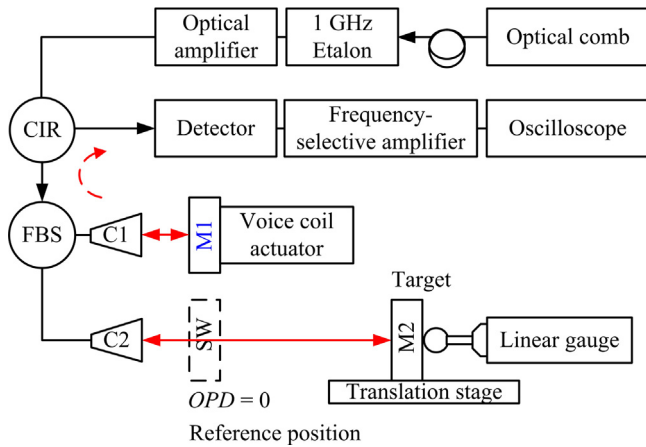 Optical amplifier
1 GHz Etalon
Optical comb
CIR
Detector
Frequency-selective amplifier
Oscilloscope
FBS
C1
M1
Voice coil actuator
Target
C2
SW
M2
Linear gauge
OPD = 0
Translation stage
Reference position